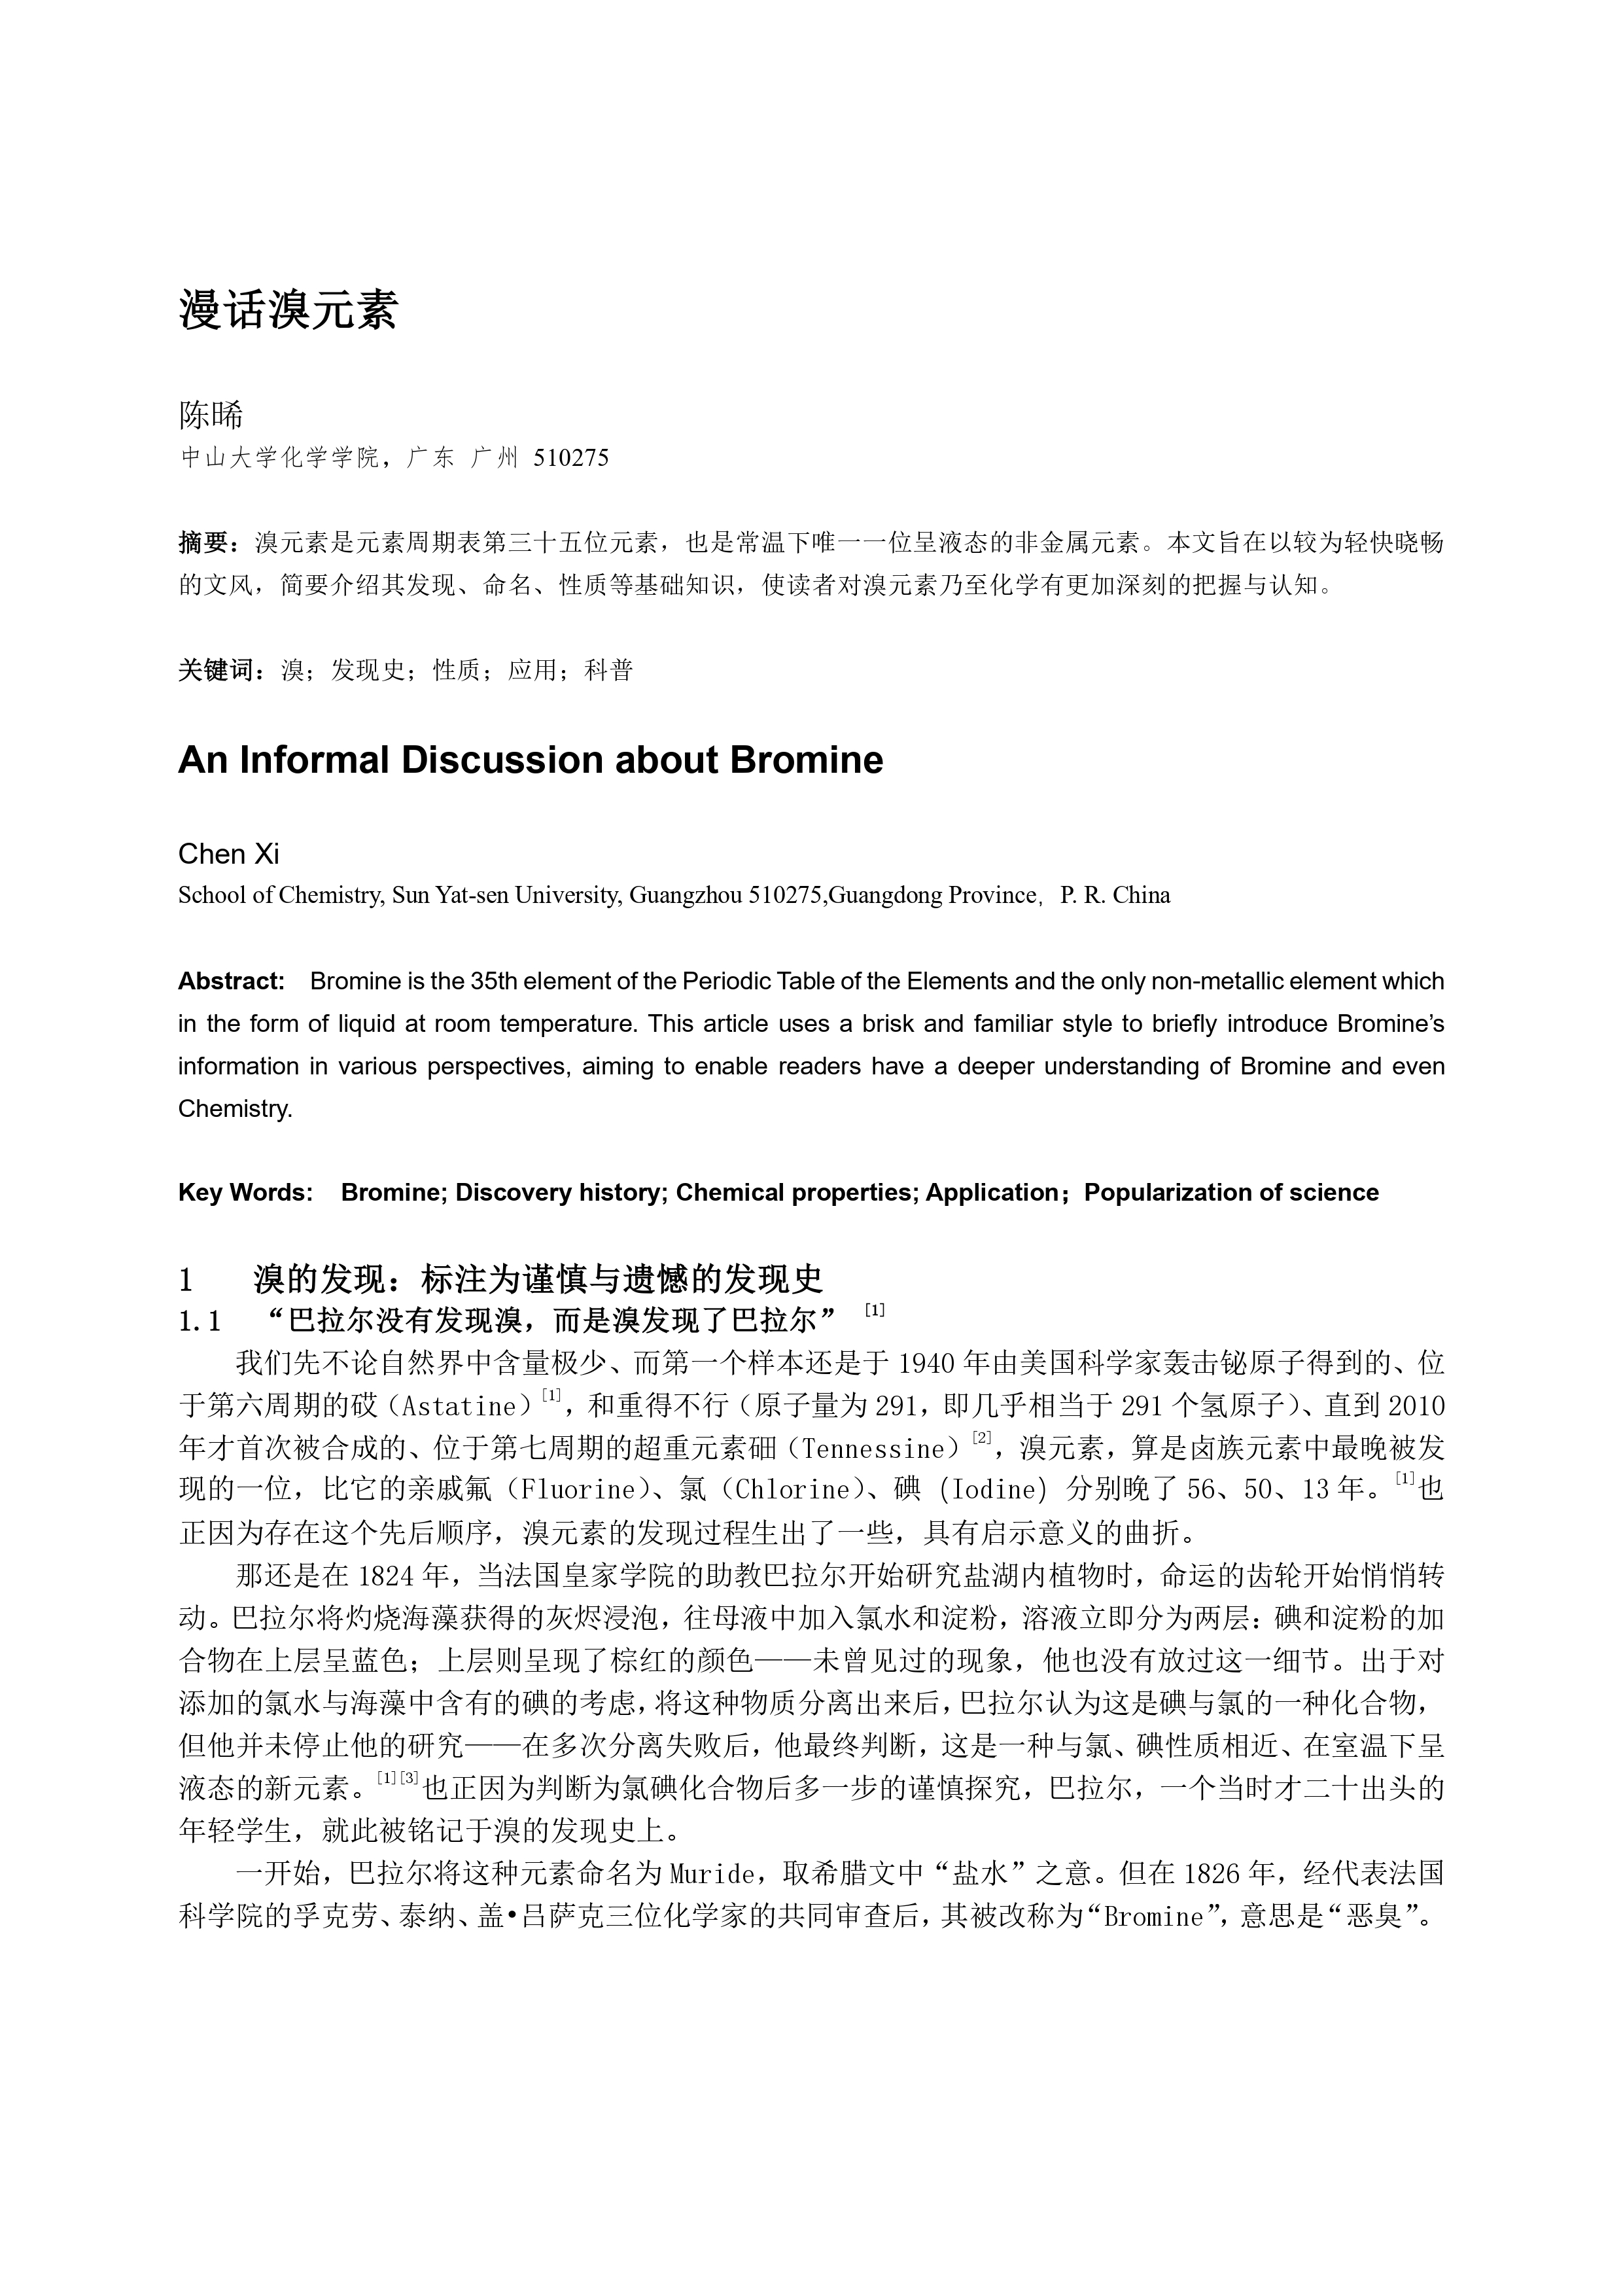 漫话溴元素
陈晞
中山大学化学学院，广东 广州 510275
摘要：溴元素是元素周期表第三十五位元素，也是常温下唯一一位呈液态的非金属元素。本文旨在以较为轻快晓畅
的文风，简要介绍其发现、命名、性质等基础知识，使读者对溴元素乃至化学有更加深刻的把握与认知。
关键词：溴；发现史；性质；应用；科普
An Informal Discussion about Bromine
Chen Xi
School of Chemistry, Sun Yat-sen University, Guangzhou 510275,Guangdong Province，P. R. China
Abstract: Bromine is the 35th element of the Periodic Table of the Elements and the only non-metallic element which
in the form of liquid at room temperature. This article uses a brisk and familiar style to briefly introduce Bromine’s
information in various perspectives, aiming to enable readers have a deeper understanding of Bromine and even
Chemistry.
Key Words: Bromine; Discovery history; Chemical properties; Application；Popularization of science
1 溴的发现：标注为谨慎与遗憾的发现史
1.1 “巴拉尔没有发现溴，而是溴发现了巴拉尔” [1]
我们先不论自然界中含量极少、而第一个样本还是于 1940 年由美国科学家轰击铋原子得到的、位
于第六周期的砹（Astatine）[1]，和重得不行（原子量为 291，即几乎相当于 291 个氢原子）、直到 2010
年才首次被合成的、位于第七周期的超重元素鿬（Tennessine）[2]，溴元素，算是卤族元素中最晚被发
现的一位，比它的亲戚氟（Fluorine）、氯（Chlorine）、碘 (Iodine) 分别晚了 56、50、13 年。[1]也
正因为存在这个先后顺序，溴元素的发现过程生出了一些，具有启示意义的曲折。
那还是在 1824 年，当法国皇家学院的助教巴拉尔开始研究盐湖内植物时，命运的齿轮开始悄悄转
动。巴拉尔将灼烧海藻获得的灰烬浸泡，往母液中加入氯水和淀粉，溶液立即分为两层：碘和淀粉的加
合物在上层呈蓝色；上层则呈现了棕红的颜色——未曾见过的现象，他也没有放过这一细节。出于对
添加的氯水与海藻中含有的碘的考虑，将这种物质分离出来后，巴拉尔认为这是碘与氯的一种化合物，
但他并未停止他的研究——在多次分离失败后，他最终判断，这是一种与氯、碘性质相近、在室温下呈
液态的新元素。[1][3]也正因为判断为氯碘化合物后多一步的谨慎探究，巴拉尔，一个当时才二十出头的
年轻学生，就此被铭记于溴的发现史上。
一开始，巴拉尔将这种元素命名为 Muride，取希腊文中“盐水”之意。但在 1826 年，经代表法国
科学院的孚克劳、泰纳、盖•吕萨克三位化学家的共同审查后，其被改称为“Bromine”，意思是“恶臭”。